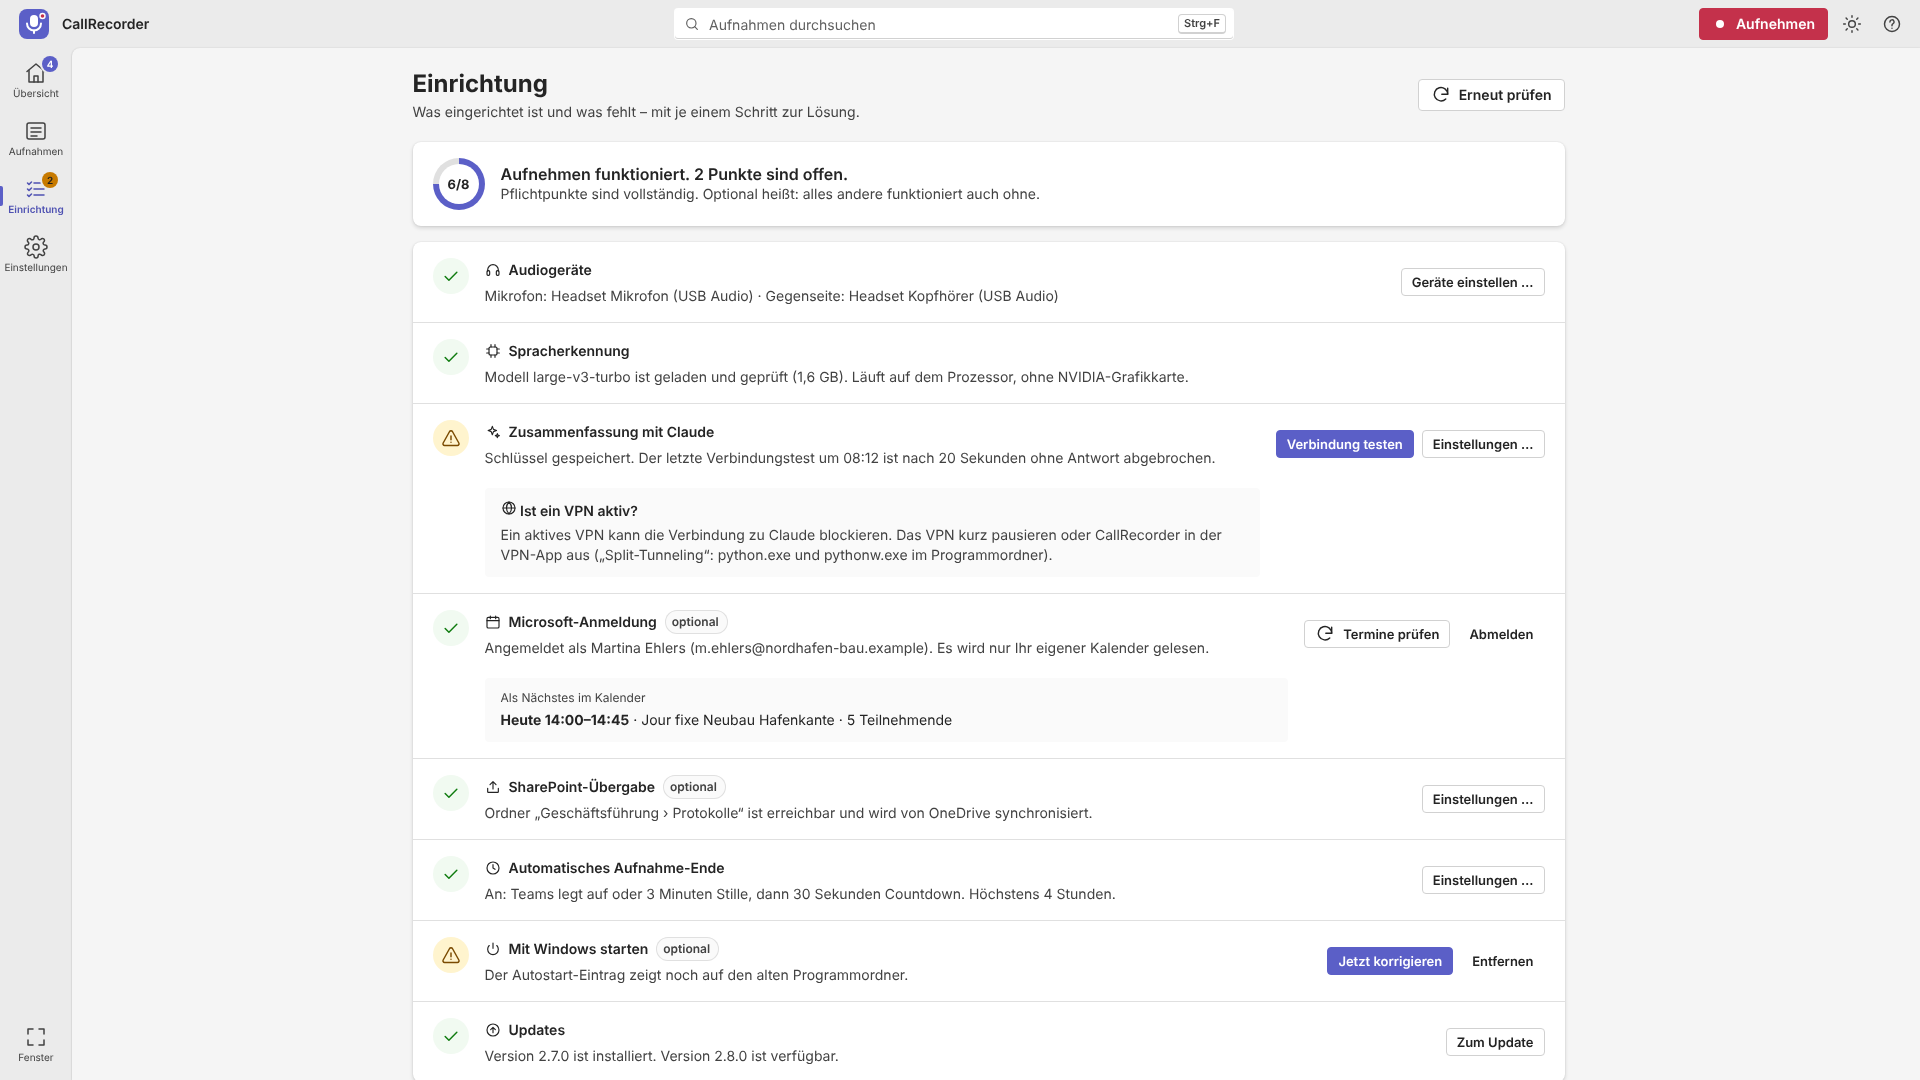 CallRecorder
Aufnahmen durchsuchen
Strg+F
Aufnehmen
4
Übersicht
Aufnahmen
2
Einrichtung
Einstellungen
Fenster
Einrichtung
Was eingerichtet ist und was fehlt – mit je einem Schritt zur Lösung.
Erneut prüfen
6/8
Aufnehmen funktioniert. 2 Punkte sind offen.
Pflichtpunkte sind vollständig. Optional heißt: alles andere funktioniert auch ohne.
Audiogeräte
Mikrofon: Headset Mikrofon (USB Audio) · Gegenseite: Headset Kopfhörer (USB Audio)
Geräte einstellen ...
Spracherkennung
Modell large-v3-turbo ist geladen und geprüft (1,6 GB). Läuft auf dem Prozessor, ohne NVIDIA-Grafikkarte.
Zusammenfassung mit Claude
Schlüssel gespeichert. Der letzte Verbindungstest um 08:12 ist nach 20 Sekunden ohne Antwort abgebrochen.
Verbindung testen
Einstellungen ...
Ist ein VPN aktiv?
Ein aktives VPN kann die Verbindung zu Claude blockieren. Das VPN kurz pausieren oder CallRecorder in der
VPN-App aus („Split-Tunneling“: python.exe und pythonw.exe im Programmordner).
Microsoft-Anmeldung optional
Angemeldet als Martina Ehlers (m.ehlers@nordhafen-bau.example). Es wird nur Ihr eigener Kalender gelesen.
Termine prüfen
Abmelden
Als Nächstes im Kalender
Heute 14:00–14:45 · Jour fixe Neubau Hafenkante · 5 Teilnehmende
SharePoint-Übergabe optional
Ordner „Geschäftsführung › Protokolle“ ist erreichbar und wird von OneDrive synchronisiert.
Einstellungen ...
Automatisches Aufnahme-Ende
An: Teams legt auf oder 3 Minuten Stille, dann 30 Sekunden Countdown. Höchstens 4 Stunden.
Einstellungen ...
Mit Windows starten optional
Der Autostart-Eintrag zeigt noch auf den alten Programmordner.
Jetzt korrigieren
Entfernen
Updates
Version 2.7.0 ist installiert. Version 2.8.0 ist verfügbar.
Zum Update